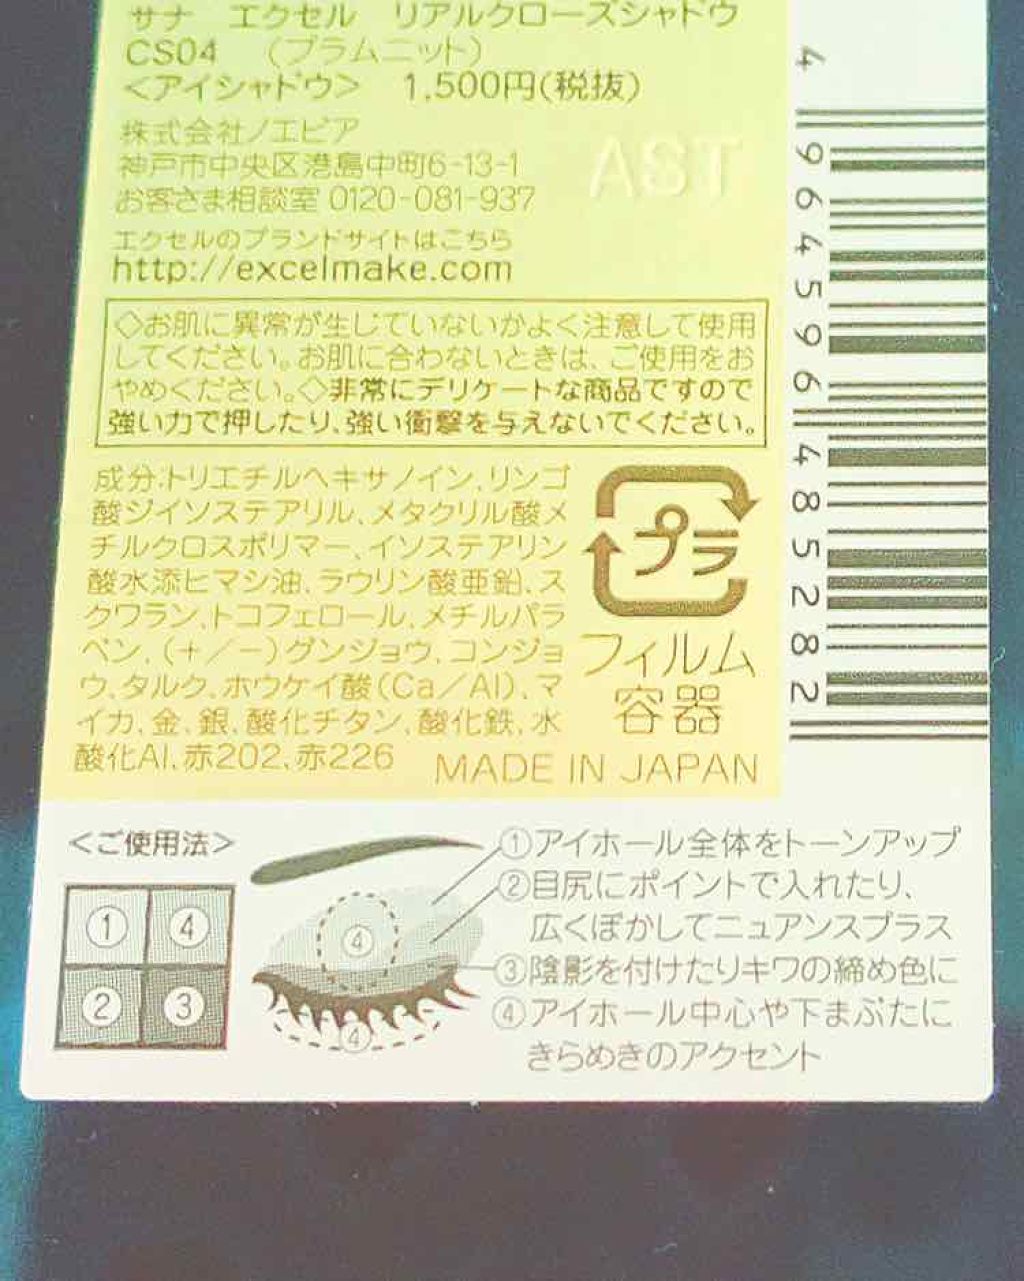 サナ エクセル リアルクローズシャドウ
CS04 (プラムニット)
<アイシャドウ> 1,500円(税抜)
株式会社ノエビア
神戸市中央区港島中町6-13-1
お客さま相談室 0120-081-937
エクセルのブランドサイトはこちら
http://excelmake.com
A8T
◇お肌に異常が生じていないかよく注意して使用
してください。お肌に合わないときは、ご使用をお
やめください。◇非常にデリケートな商品ですので
強い力で押したり、強い衝撃を与えないでください。
成分:トリエチルヘキサノイン、リンゴ
酸ジイソステアリル、メタクリル酸メ
チルクロスポリマー、イソステアリン
酸水添ヒマシ油、ラウリン酸亜鉛、ス
クワラン、トコフェロール、メチルパラ
ベン、(+/-)グンジョウ、コンジョ
ウ、タルク、ホウケイ酸(Ca/Al)、マ
イカ、金、銀、酸化チタン、酸化鉄、水
酸化Al、赤202、赤226
プラ
フィルム
容器
MADE IN JAPAN
4 964596 485282
<ご使用法>
① ④
② ③
④
④
①アイホール全体をトーンアップ
②目尻にポイントで入れたり、
広くぼかしてニュアンスプラス
③陰影を付けたりキワの締め色に
④アイホール中心や下まぶたに
きらめきのアクセント